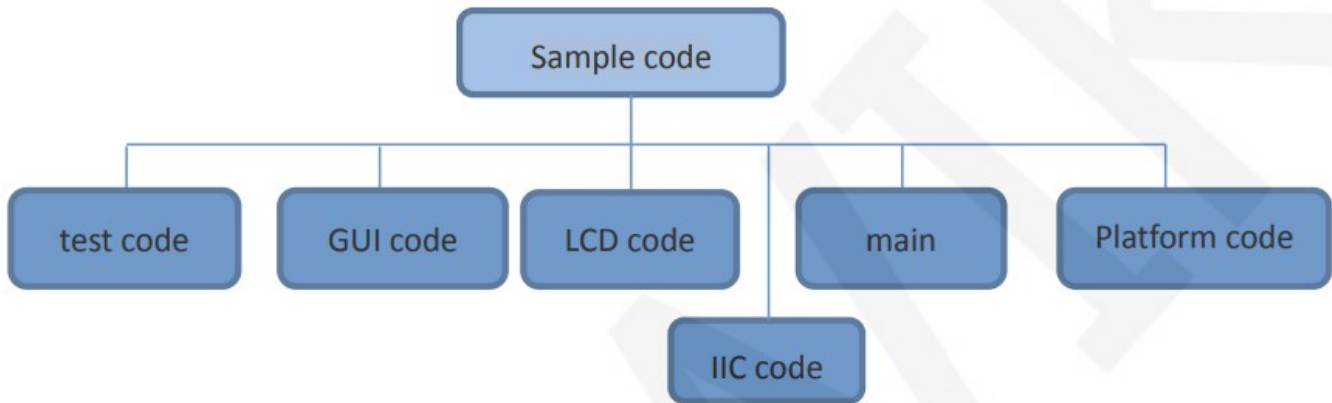 Sample code
test code
GUI code
LCD code
main
Platform code
IIC code